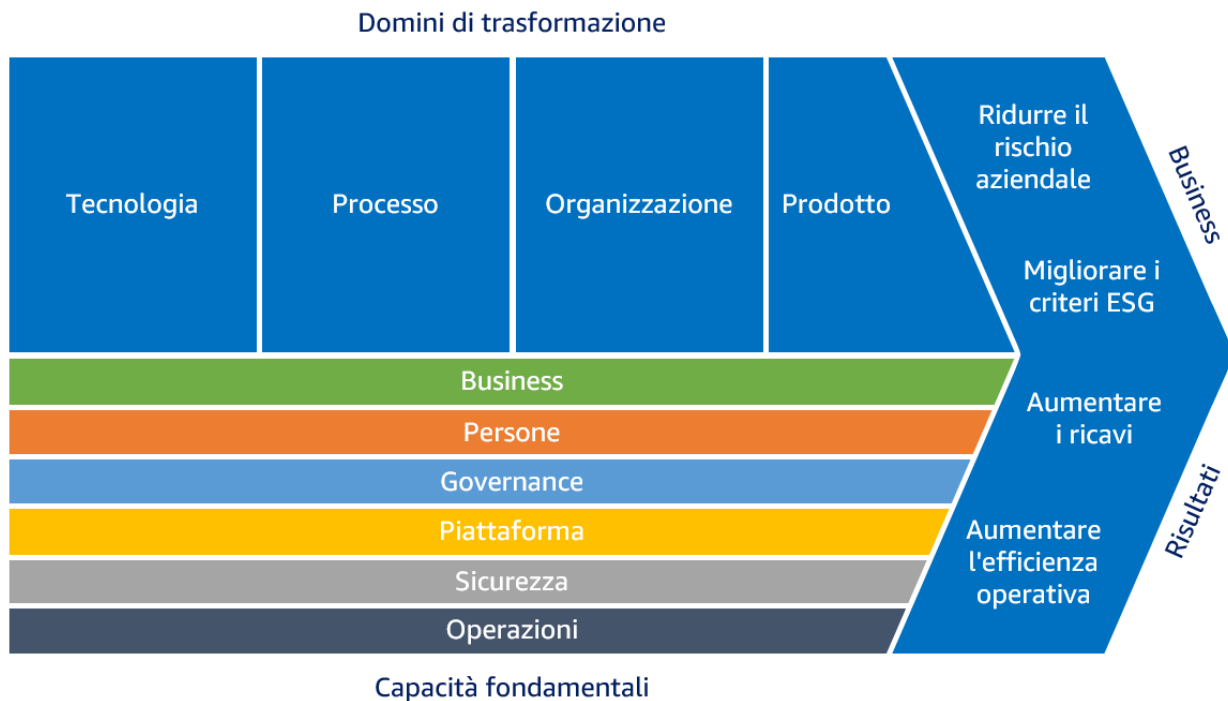 Domini di trasformazione
Tecnologia
Processo
Organizzazione
Prodotto
Ridurre il
rischio
aziendale
Migliorare i
criteri ESG
Aumentare
i ricavi
Aumentare
l'efficienza
operativa
Business
Risultati
Business
Persone
Governance
Piattaforma
Sicurezza
Operazioni
Capacità fondamentali